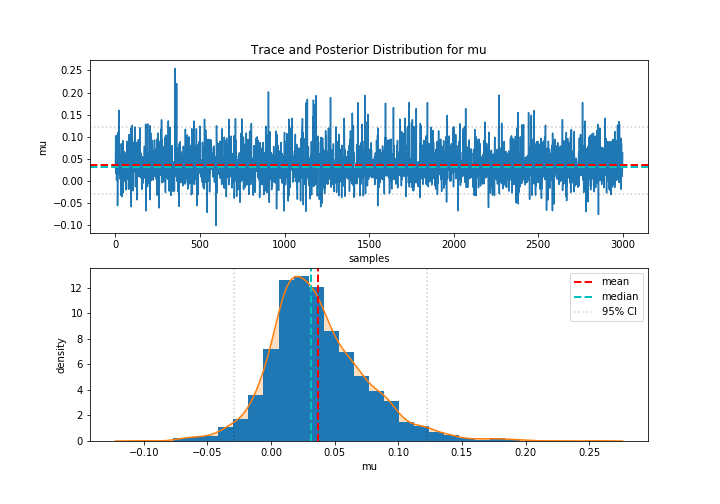 Trace and Posterior Distribution for mu
0.25
0.20
0.15
0.10
0.05
0.00
−0.05
−0.10
mu
0 500 1000 1500 2000 2500 3000
samples
12
10
8
6
4
2
0
density
mean
median
95% CI
−0.10 −0.05 0.00 0.05 0.10 0.15 0.20 0.25
mu